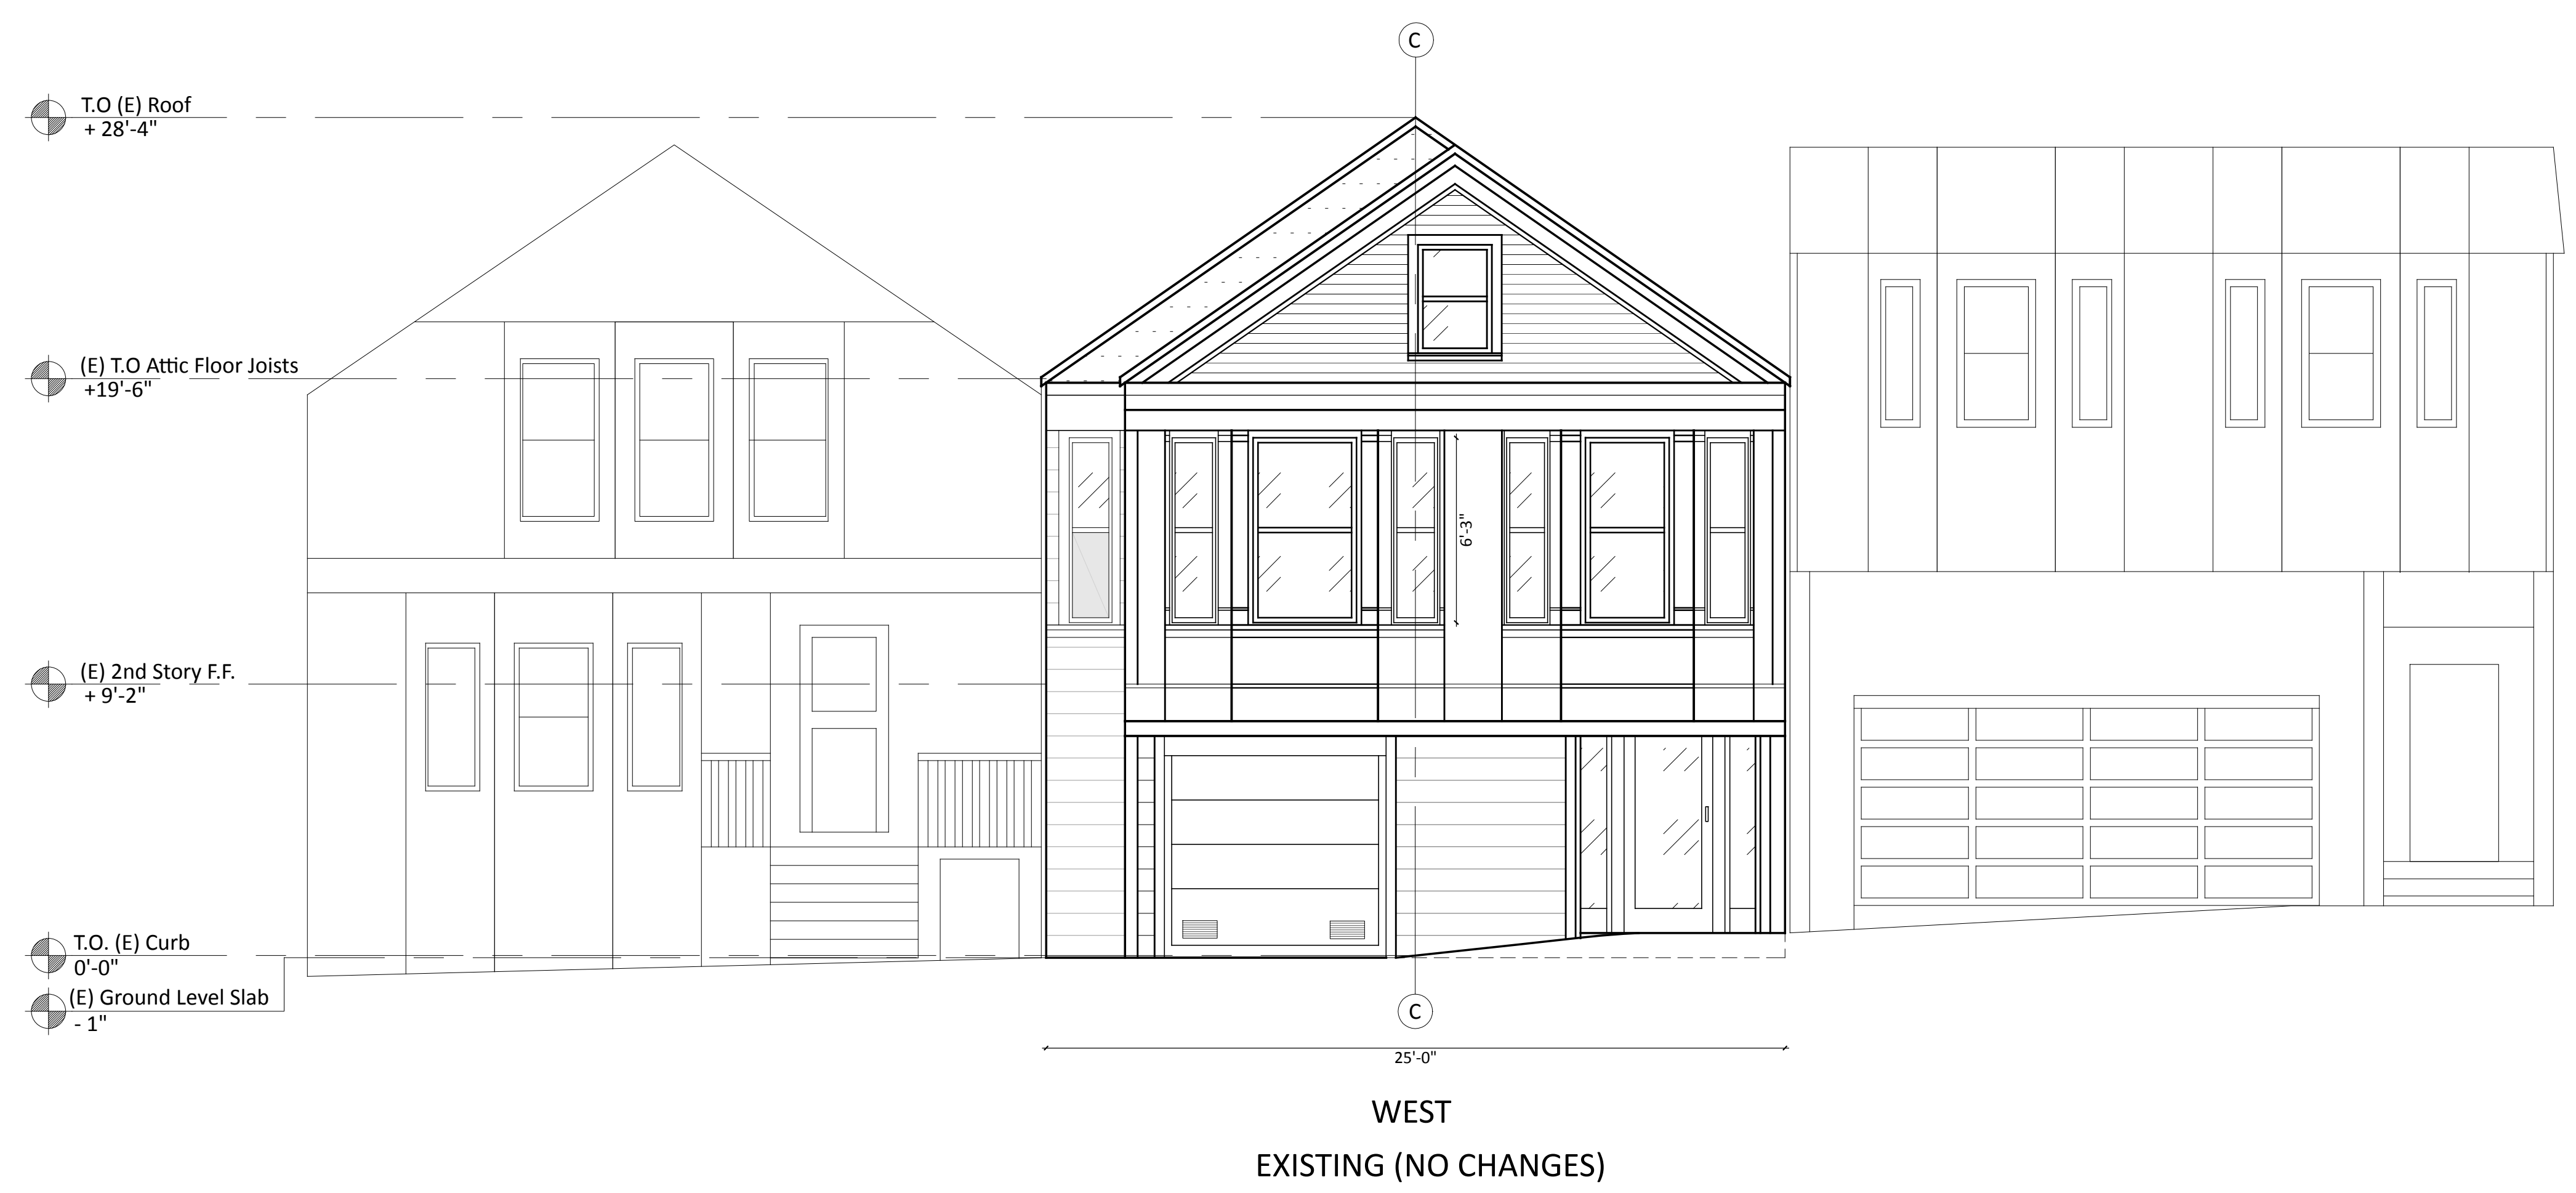 C
T.O (E) Roof
+ 28'-4"
(E) T.O Attic Floor Joists
+19'-6"
6'-3"
(E) 2nd Story F.F.
+ 9'-2"
T.O. (E) Curb
0'-0"
(E) Ground Level Slab
- 1"
C
25'-0"
WEST
EXISTING (NO CHANGES)